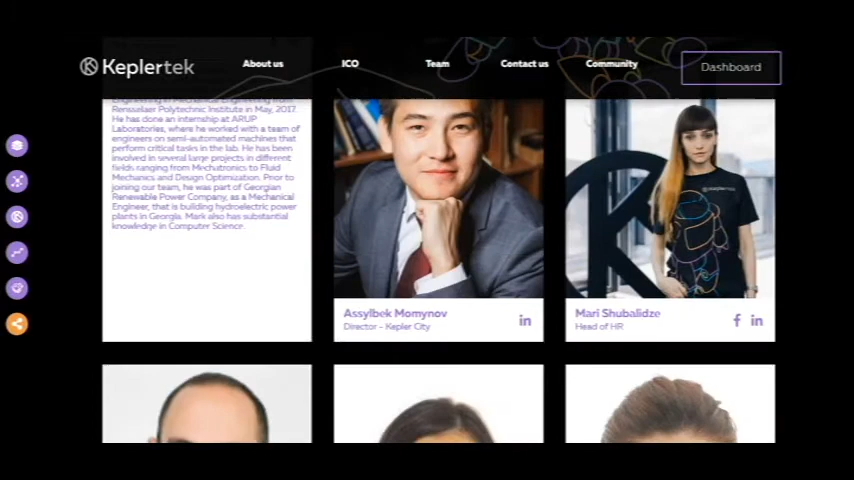 Keplertek
About us
ICO
Team
Contact us
Community
Dashboard
Engineering in Mechanical Engineering from
Rensselaer Polytechnic Institute in May, 2017.
He has done an internship at ARUP
Laboratories, where he worked with a team of
engineers on semi-automated machines that
perform critical tasks in the lab. He has been
involved in several large projects in different
fields ranging from Mechatronics to Fluid
Mechanics and Design Optimization. Prior to
joining our team, he was part of Georgian
Renewable Power Company, as a Mechanical
Engineer, that is building hydroelectric power
plants in Georgia. Mark also has substantial
knowledge in Computer Science.
Keplertek
Assylbek Momynov
Director - Kepler City
in
Mari Shubalidze
Head of HR
f in